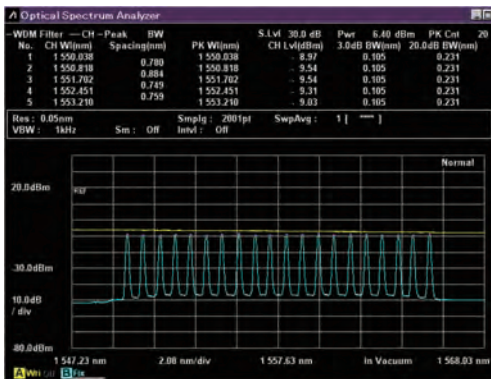 Optical Spectrum Analyzer
WDM Filter — CH – Peak BW S.Lvl 30.0 dB Pwr 6.40 dBm PK Cnt 20
No. CH Wl(nm) Spacing(nm) PK Wl(nm) CH Lvl(dBm) 3.0dB BW(nm) 20.0dB BW(nm)
1 1 550.038 1 550.038 - 8.97 0.105 0.231
0.780
2 1 550.818 1 550.818 - 9.54 0.105 0.231
0.884
3 1 551.702 1 551.702 - 9.54 0.105 0.231
0.749
4 1 552.451 1 552.451 - 9.31 0.105 0.231
0.759
5 1 553.210 1 553.210 - 9.03 0.105 0.231
Res : 0.05nm Smplg : 2001pt SwpAvg : 1 [ **** ]
VBW : 1kHz Sm : Off Intvl : Off
Normal
20.0dBm
REF
-30.0dBm
10.0dB
/ div
-80.0dBm
1 547.23 nm 2.08 nm/div 1 557.63 nm In Vacuum 1 568.03 nm
A Wri Off B Fix